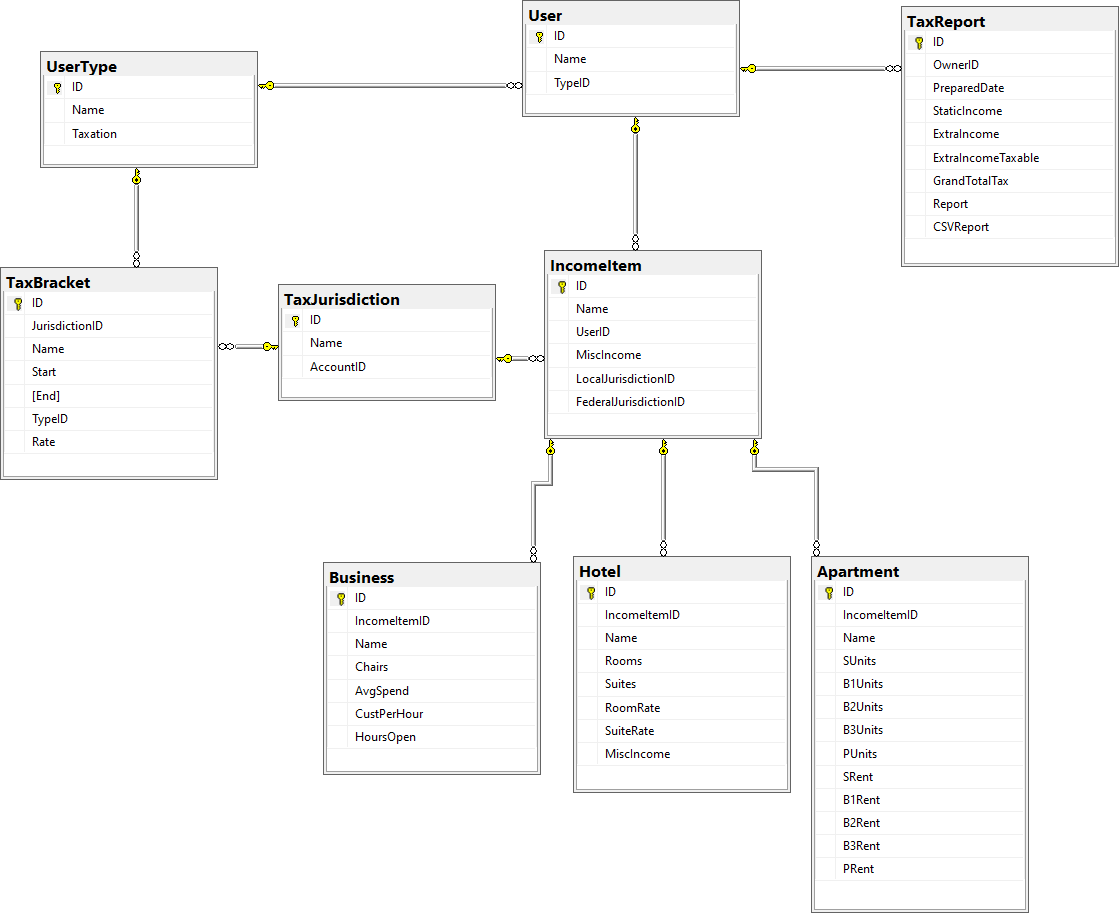 User
ID
Name
TypeID
TaxReport
ID
OwnerID
PreparedDate
StaticIncome
ExtraIncome
ExtraIncomeTaxable
GrandTotalTax
Report
CSVReport
UserType
ID
Name
Taxation
TaxBracket
ID
JurisdictionID
Name
Start
[End]
TypeID
Rate
TaxJurisdiction
ID
Name
AccountID
IncomeItem
ID
Name
UserID
MiscIncome
LocalJurisdictionID
FederalJurisdictionID
Business
ID
IncomeItemID
Name
Chairs
AvgSpend
CustPerHour
HoursOpen
Hotel
ID
IncomeItemID
Name
Rooms
Suites
RoomRate
SuiteRate
MiscIncome
Apartment
ID
IncomeItemID
Name
SUnits
B1Units
B2Units
B3Units
PUnits
SRent
B1Rent
B2Rent
B3Rent
PRent